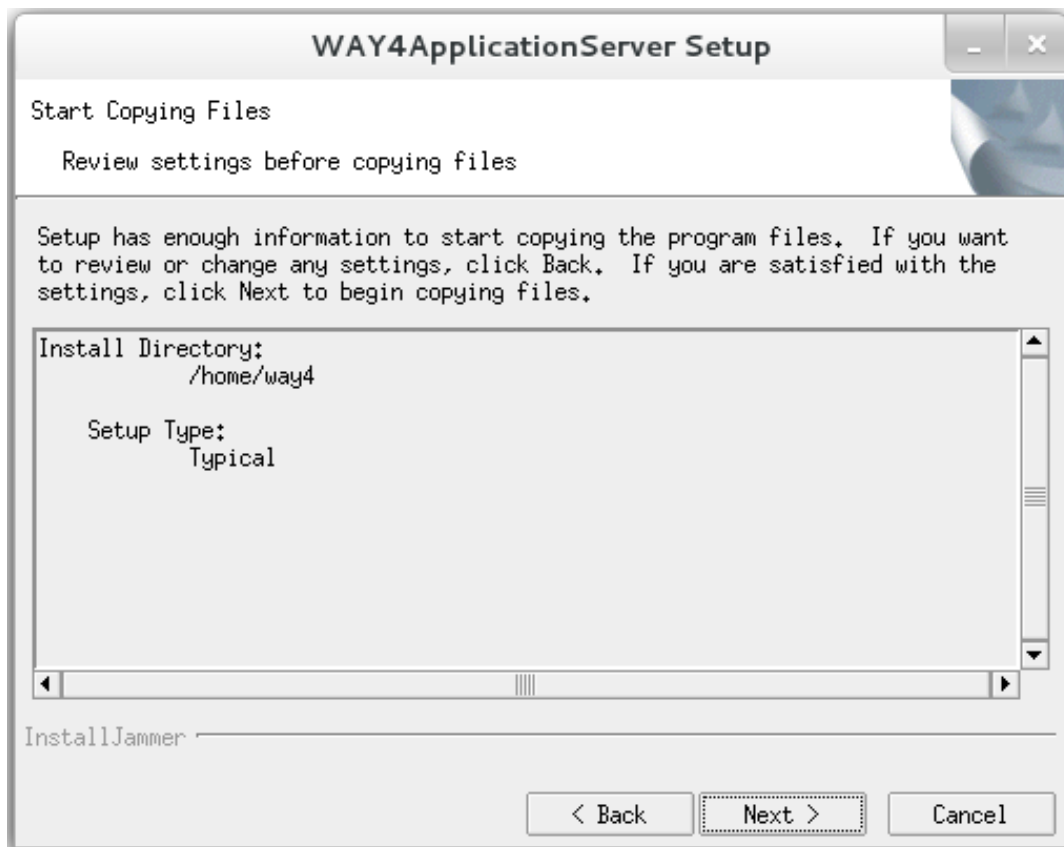 WAY4ApplicationServer Setup
Start Copying Files
Review settings before copying files
Setup has enough information to start copying the program files.  If you want
to review or change any settings, click Back.  If you are satisfied with the
settings, click Next to begin copying files.
Install Directory:
/home/way4
Setup Type:
Typical
InstallJammer
< Back
Next >
Cancel